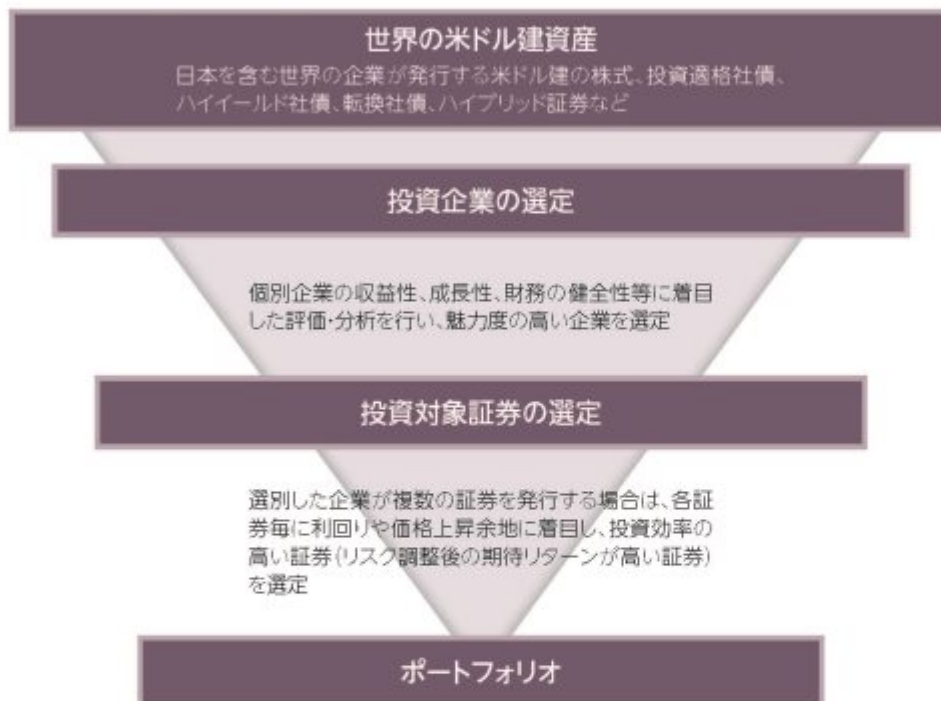 世界の米ドル建資産
日本を含む世界の企業が発行する米ドル建の株式、投資適格社債、
ハイイールド社債、転換社債、ハイブリッド証券など
投資企業の選定
個別企業の収益性、成長性、財務の健全性等に着目
した評価・分析を行い、魅力度の高い企業を選定
投資対象証券の選定
選別した企業が複数の証券を発行する場合は、各証
券毎に利回りや価格上昇余地に着目し、投資効率の
高い証券(リスク調整後の期待リターンが高い証券)
を選定
ポートフォリオ